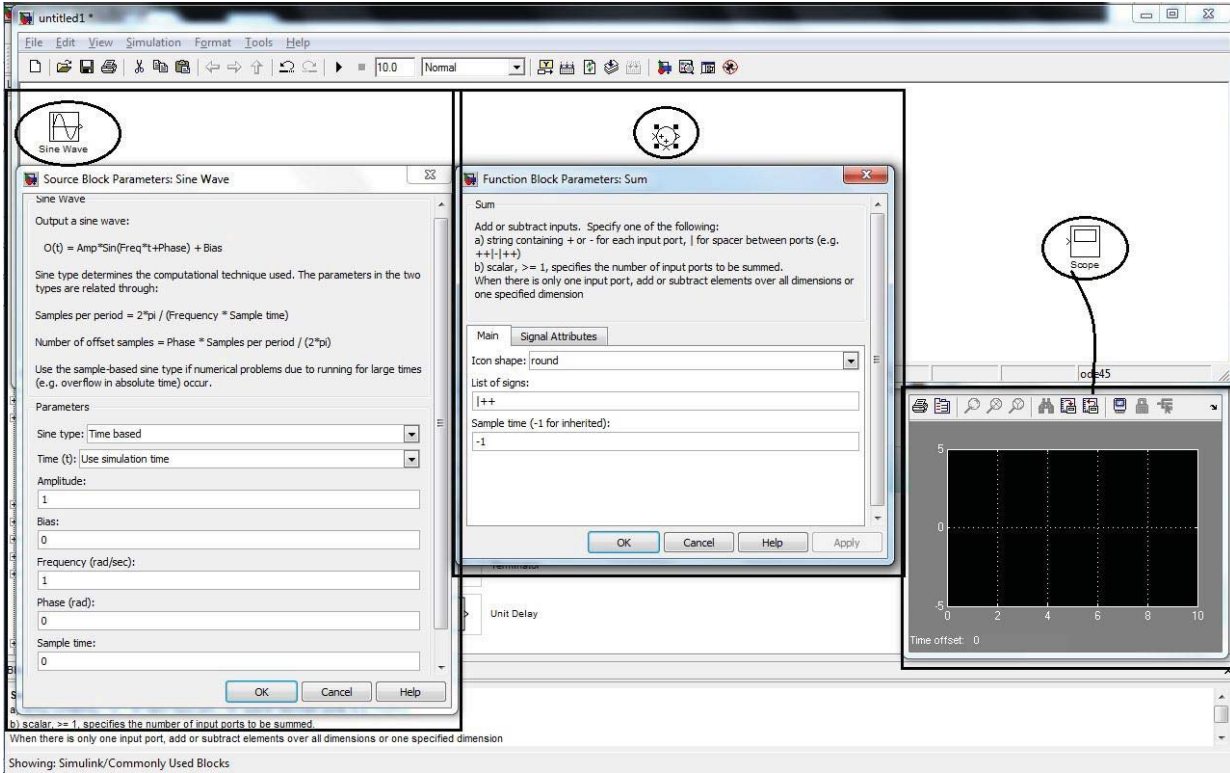 untitled1 *
File Edit View Simulation Format Tools Help
10.0 Normal
Sine Wave
Scope
Source Block Parameters: Sine Wave
Sine Wave
Output a sine wave:
O(t) = Amp*Sin(Freq*t+Phase) + Bias
Sine type determines the computational technique used. The parameters in the two
types are related through:
Samples per period = 2*pi / (Frequency * Sample time)
Number of offset samples = Phase * Samples per period / (2*pi)
Use the sample-based sine type if numerical problems due to running for large times
(e.g. overflow in absolute time) occur.
Parameters
Sine type: Time based
Time (t): Use simulation time
Amplitude:
1
Bias:
0
Frequency (rad/sec):
1
Phase (rad):
0
Sample time:
0
OK Cancel Help
Function Block Parameters: Sum
Sum
Add or subtract inputs. Specify one of the following:
a) string containing + or - for each input port, | for spacer between ports (e.g.
++|-|++)
b) scalar, >= 1, specifies the number of input ports to be summed.
When there is only one input port, add or subtract elements over all dimensions or
one specified dimension
Main Signal Attributes
Icon shape: round
List of signs:
|++
Sample time (-1 for inherited):
-1
OK Cancel Help Apply
Terminator
Unit Delay
ode45
5
0
-5
0 2 4 6 8 10
Time offset: 0
b) scalar, >= 1, specifies the number of input ports to be summed.
When there is only one input port, add or subtract elements over all dimensions or one specified dimension
Showing: Simulink/Commonly Used Blocks